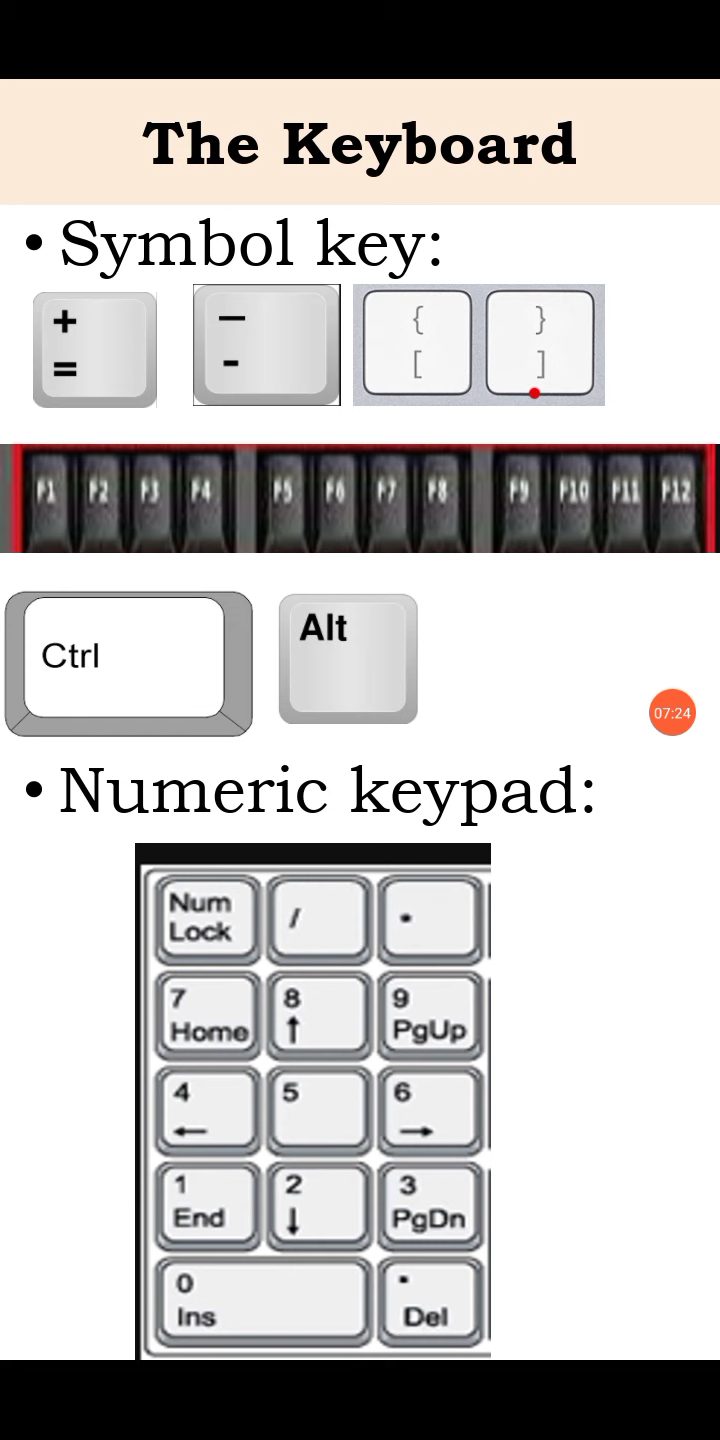 The Keyboard
• Symbol key:
+ — { }
= - [ ]
F1 F2 F3 F4 F5 F6 F7 F8 F9 F10 F11 F12
Ctrl Alt
07:24
• Numeric keypad:
Num / •
Lock
7 8 9
Home ↑ PgUp
4 5 6
← →
1 2 3
End ↓ PgDn
0 •
Ins Del